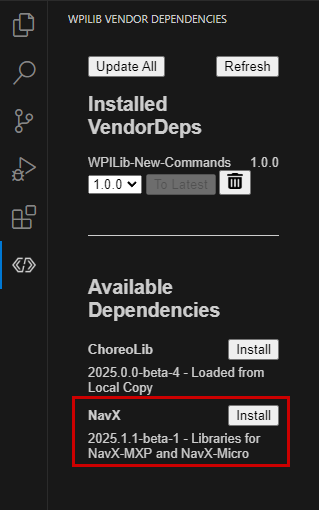 WPILIB VENDOR DEPENDENCIES
Update All Refresh
Installed
VendorDeps
WPILib-New-Commands 1.0.0
1.0.0 To Latest
Available
Dependencies
ChoreoLib Install
2025.0.0-beta-4 - Loaded from
Local Copy
NavX Install
2025.1.1-beta-1 - Libraries for
NavX-MXP and NavX-Micro